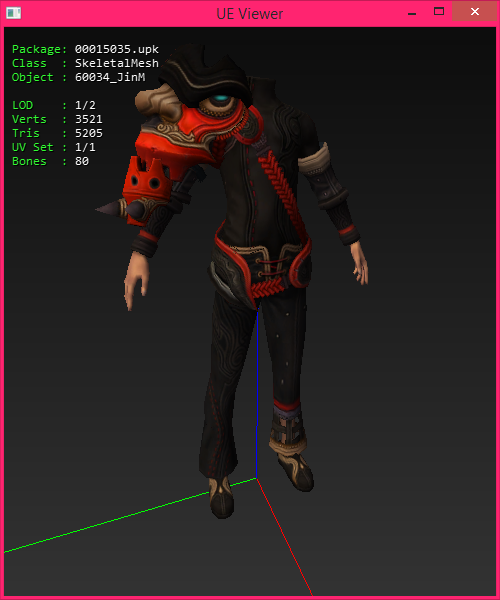 UE Viewer
Package: 00015035.upk
Class : SkeletalMesh
Object : 60034_JinM
LOD : 1/2
Verts : 3521
Tris : 5205
UV Set : 1/1
Bones : 80